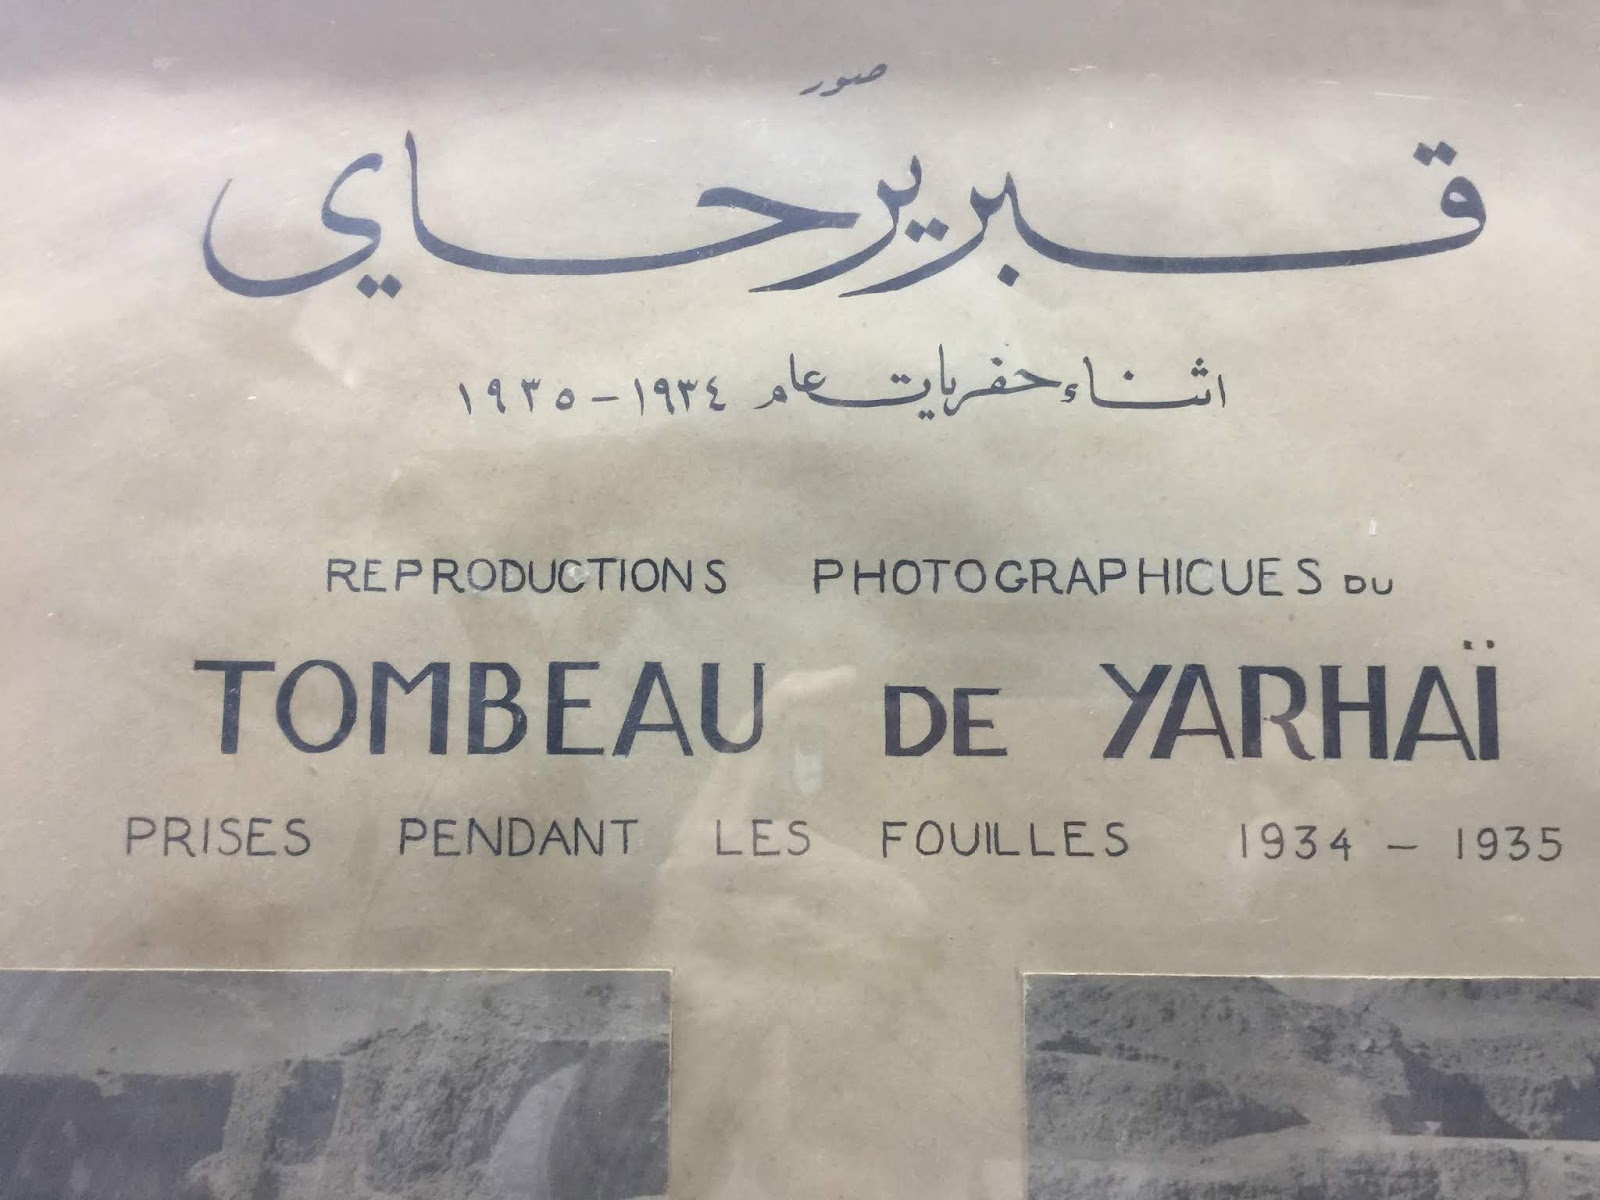 صور
قبر يرحاي
اثناء حفريات عام ١٩٣٤ - ١٩٣٥
REPRODUCTIONS PHOTOGRAPHICUES DU
TOMBEAU DE YARHAÏ
PRISES PENDANT LES FOUILLES 1934 - 1935